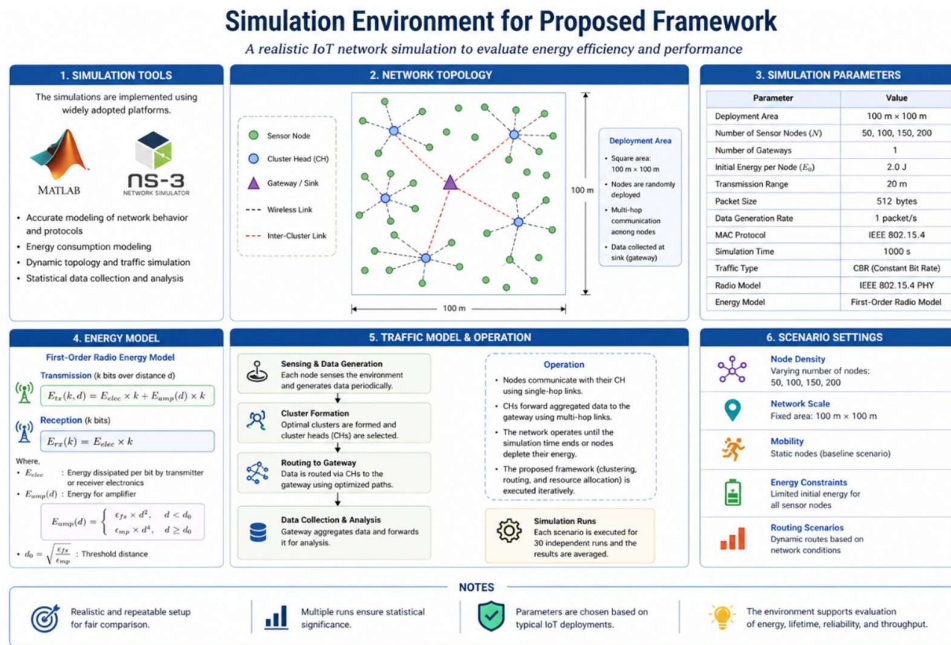 Simulation Environment for Proposed Framework
A realistic IoT network simulation to evaluate energy efficiency and performance
1. SIMULATION TOOLS
The simulations are implemented using
widely adopted platforms.
MATLAB
NS-3
NETWORK SIMULATOR
• Accurate modeling of network behavior
and protocols
• Energy consumption modeling
• Dynamic topology and traffic simulation
• Statistical data collection and analysis
2. NETWORK TOPOLOGY
Sensor Node
Cluster Head (CH)
Gateway / Sink
Wireless Link
Inter-Cluster Link
100 m
100 m
Deployment Area
• Square area:
100 m × 100 m
• Nodes are randomly
deployed
• Multi-hop
communication
among nodes
• Data collected at
sink (gateway)
3. SIMULATION PARAMETERS
Parameter Value
Deployment Area 100 m × 100 m
Number of Sensor Nodes (N) 50, 100, 150, 200
Number of Gateways 1
Initial Energy per Node (E₀) 2.0 J
Transmission Range 20 m
Packet Size 512 bytes
Data Generation Rate 1 packet/s
MAC Protocol IEEE 802.15.4
Simulation Time 1000 s
Traffic Type CBR (Constant Bit Rate)
Radio Model IEEE 802.15.4 PHY
Energy Model First-Order Radio Model
4. ENERGY MODEL
First-Order Radio Energy Model
Transmission (k bits over distance d)
E_tx(k, d) = E_elec × k + E_amp(d) × k
Reception (k bits)
E_rx(k) = E_elec × k
Where,
• E_elec : Energy dissipated per bit by transmitter
or receiver electronics
• E_amp(d) : Energy for amplifier
E_amp(d) = { ϵ_fs × d², d < d₀
ϵ_mp × d⁴, d ≥ d₀
• d₀ = √(ϵ_fs / ϵ_mp) : Threshold distance
5. TRAFFIC MODEL & OPERATION
Sensing & Data Generation
Each node senses the environment
and generates data periodically.
Cluster Formation
Optimal clusters are formed and
cluster heads (CHs) are selected.
Routing to Gateway
Data is routed via CHs to the
gateway using optimized paths.
Data Collection & Analysis
Gateway aggregates data and forwards
it for analysis.
Operation
• Nodes communicate with their CH
using single-hop links.
• CHs forward aggregated data to the
gateway using multi-hop links.
• The network operates until the
simulation time ends or nodes
deplete their energy.
• The proposed framework (clustering,
routing, and resource allocation) is
executed iteratively.
Simulation Runs
Each scenario is executed for
30 independent runs and the
results are averaged.
6. SCENARIO SETTINGS
Node Density
Varying number of nodes:
50, 100, 150, 200
Network Scale
Fixed area: 100 m × 100 m
Mobility
Static nodes (baseline scenario)
Energy Constraints
Limited initial energy for
all sensor nodes
Routing Scenarios
Dynamic routes based on
network conditions
NOTES
Realistic and repeatable setup
for fair comparison.
Multiple runs ensure statistical
significance.
Parameters are chosen based on
typical IoT deployments.
The environment supports evaluation
of energy, lifetime, reliability, and throughput.